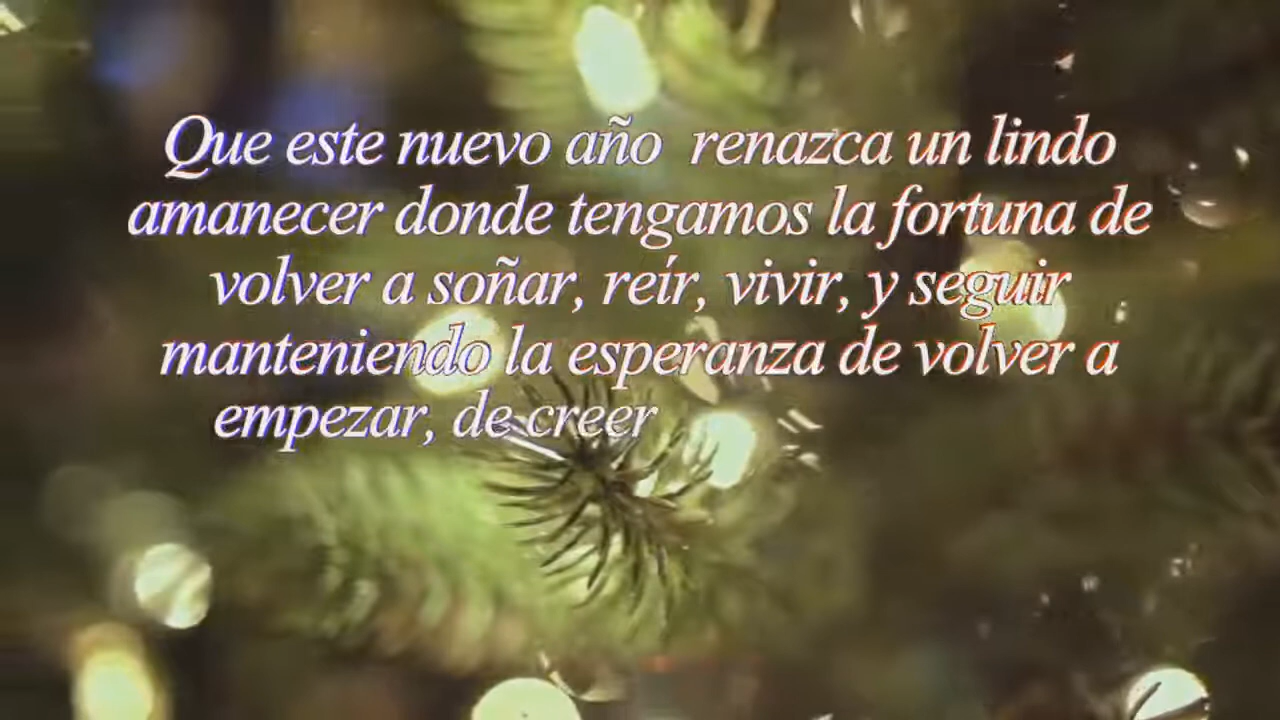 Que este nuevo año  renazca un lindo
amanecer donde tengamos la fortuna de
volver a soñar, reír, vivir, y seguir
manteniendo la esperanza de volver a
empezar, de creer